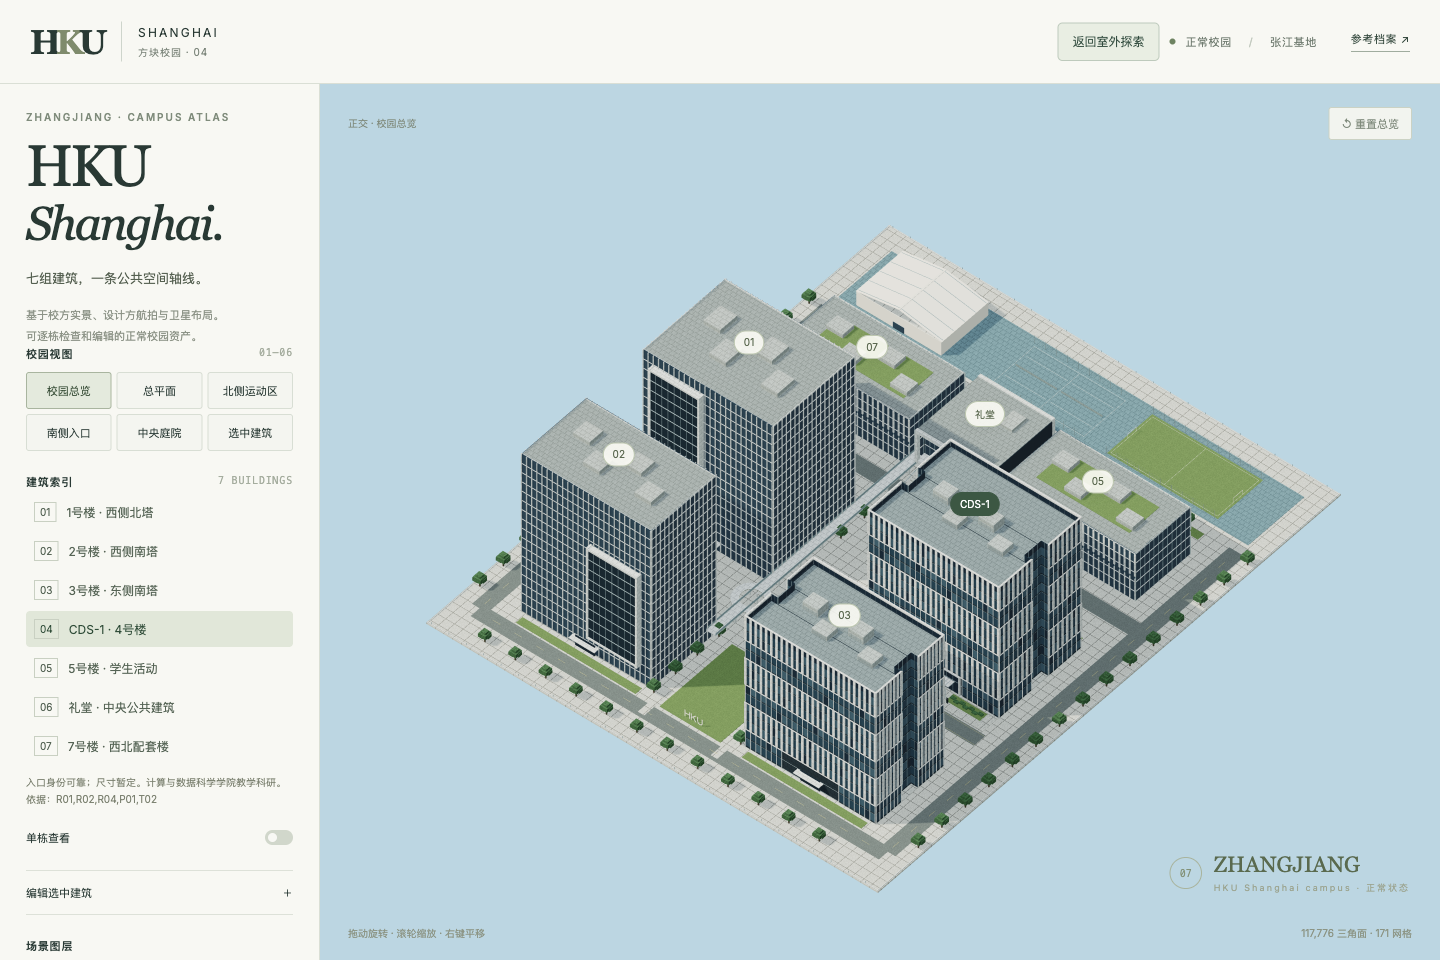 HKU
SHANGHAI
方块校园 · 04
返回室外探索
正常校园 / 张江基地
参考档案 ↗
ZHANGJIANG · CAMPUS ATLAS
HKU
Shanghai.
七组建筑，一条公共空间轴线。
基于校方实景、设计方航拍与卫星布局。
可逐栋检查和编辑的正常校园资产。
校园视图 01—06
校园总览 总平面 北侧运动区
南侧入口 中央庭院 选中建筑
建筑索引 7 BUILDINGS
01 1号楼 · 西侧北塔
02 2号楼 · 西侧南塔
03 3号楼 · 东侧南塔
04 CDS-1 · 4号楼
05 5号楼 · 学生活动
06 礼堂 · 中央公共建筑
07 7号楼 · 西北配套楼
入口身份可靠；尺寸暂定。计算与数据科学学院教学科研。
依据：R01,R02,R04,P01,T02
单栋查看
编辑选中建筑 +
场景图层
正交 · 校园总览
重置总览
01
07
礼堂
02
05
CDS-1
03
HKU
07
ZHANGJIANG
HKU Shanghai campus · 正常状态
拖动旋转 · 滚轮缩放 · 右键平移
117,776 三角面 · 171 网格